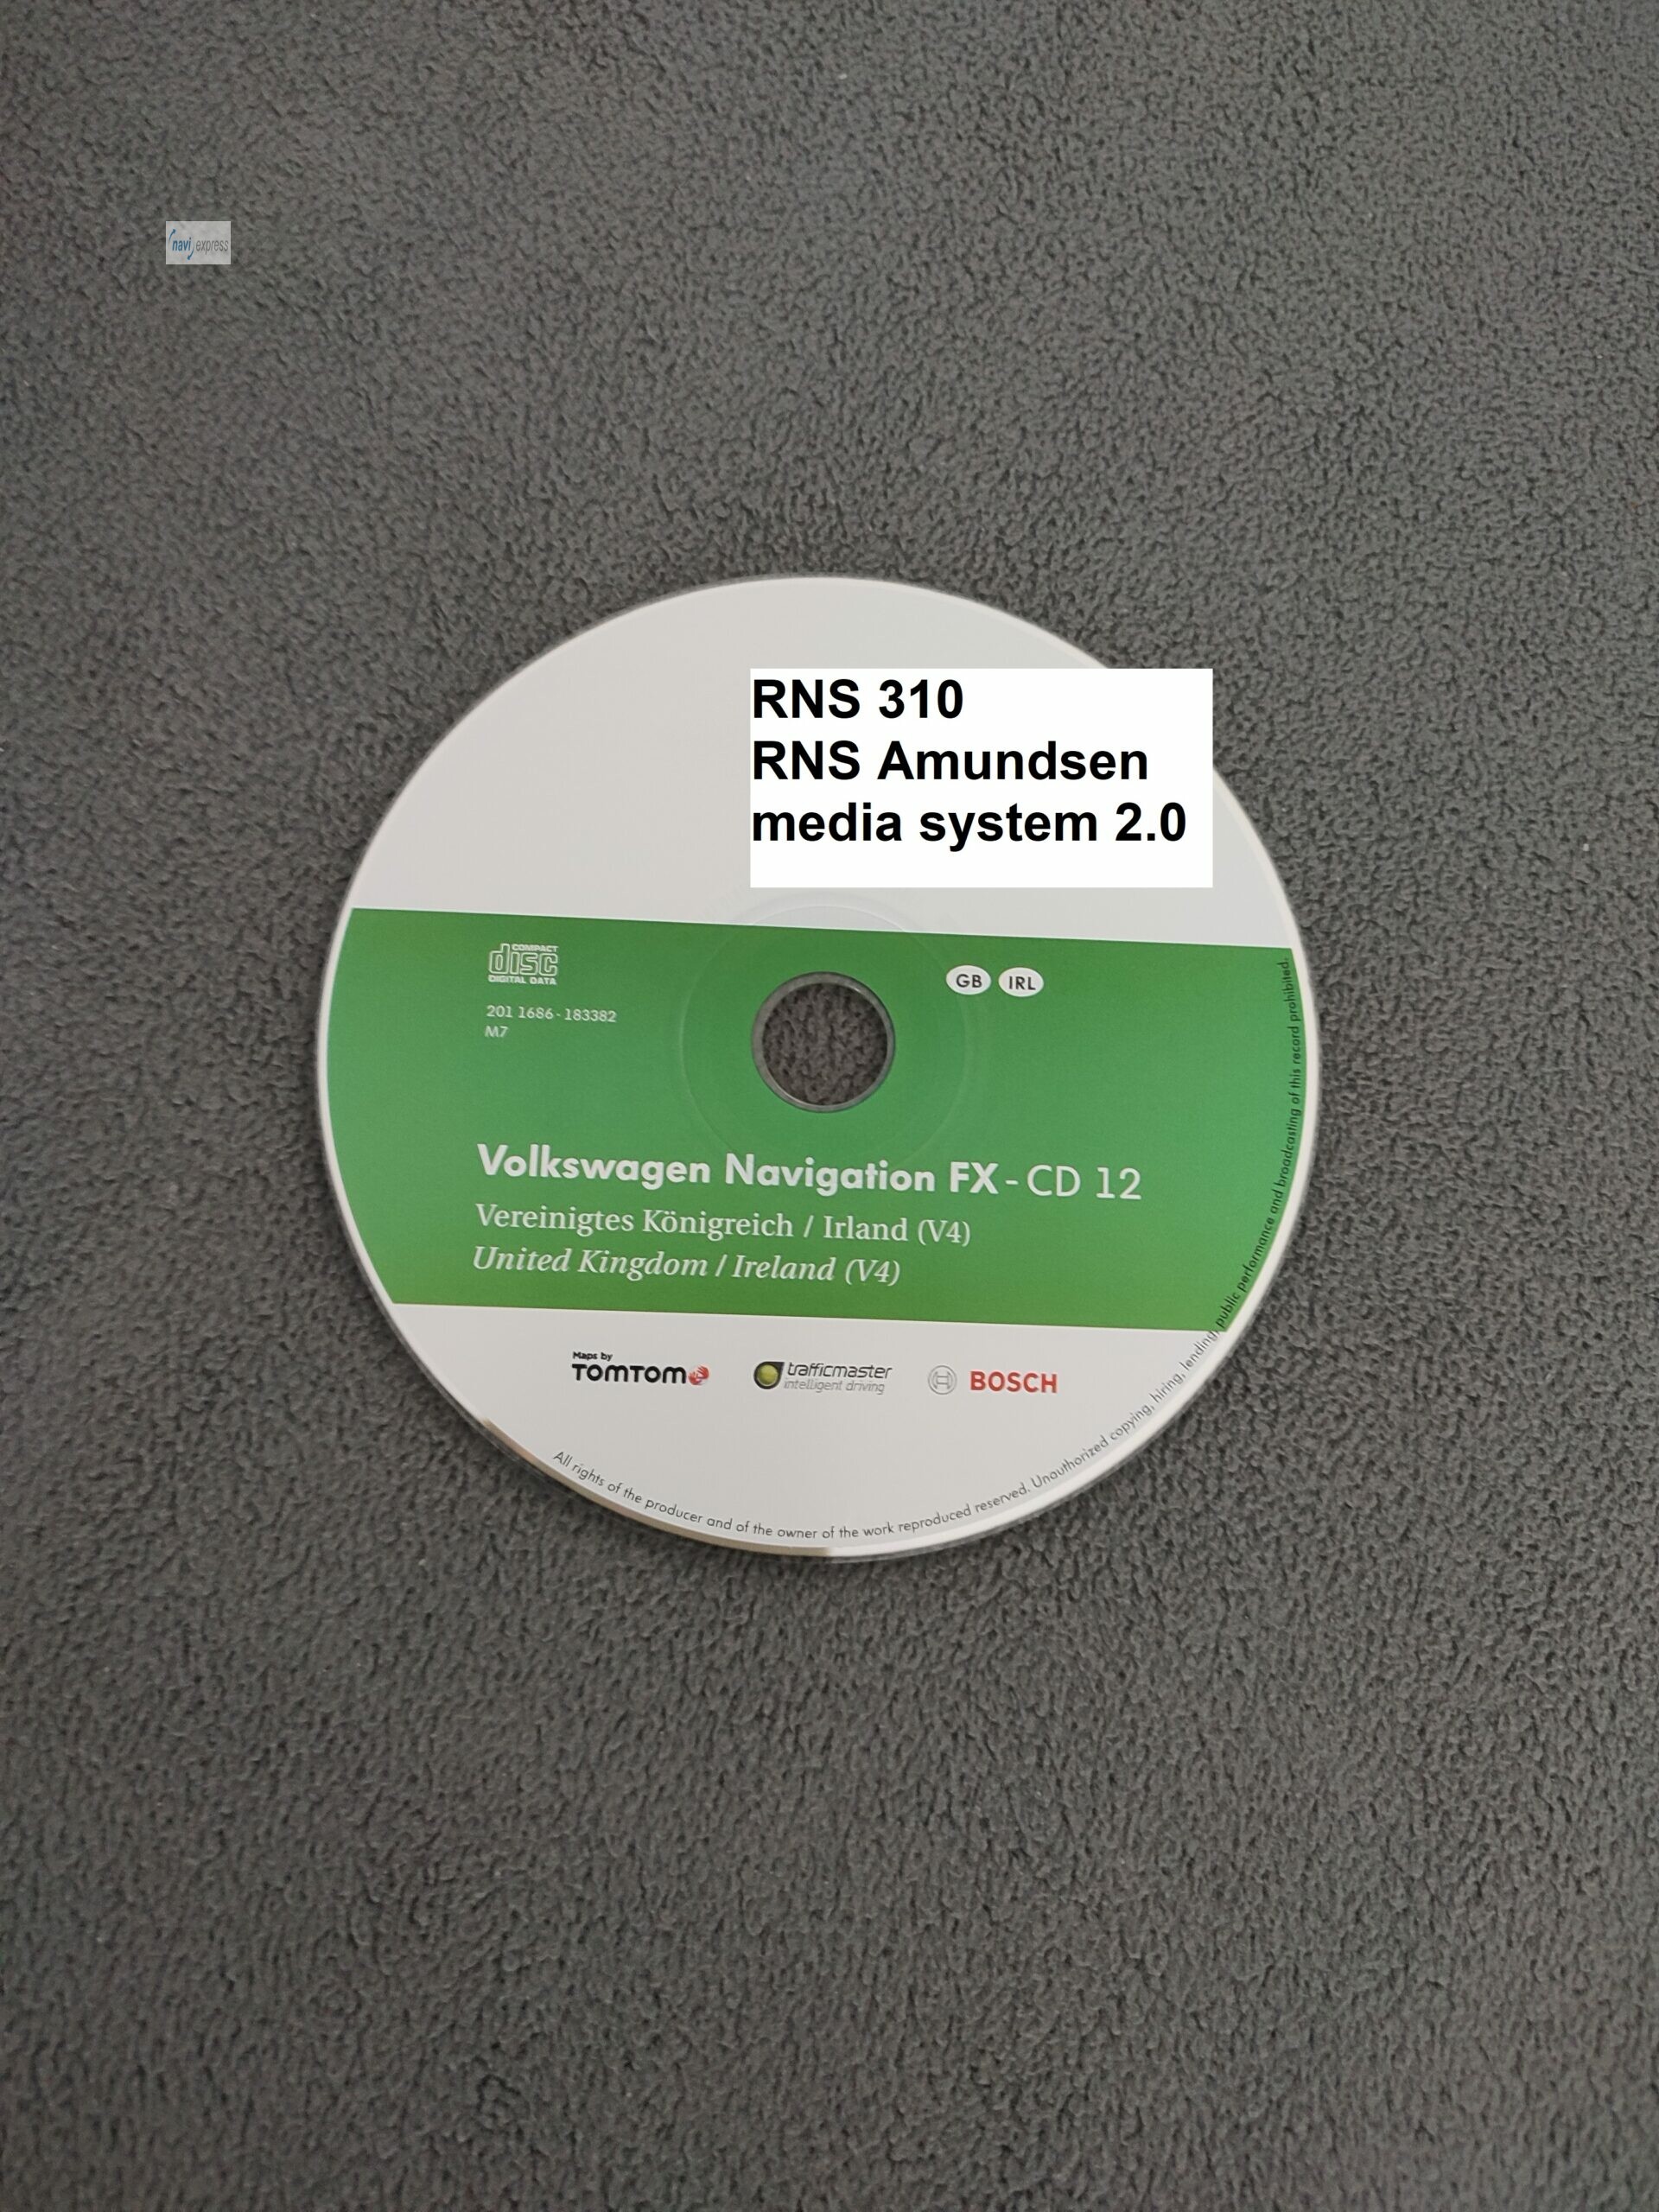 navi express
RNS 310
RNS Amundsen
media system 2.0
COMPACT
disc
DIGITAL DATA
GB IRL
201 1686 - 183382
M7
Volkswagen Navigation FX - CD 12
Vereinigtes Königreich / Irland (V4)
United Kingdom / Ireland (V4)
Maps by
TOMTOM
trafficmaster
intelligent driving
BOSCH
All rights of the producer and of the owner of the work reproduced reserved. Unauthorized copying, hiring, lending, public performance and broadcasting of this record prohibited.